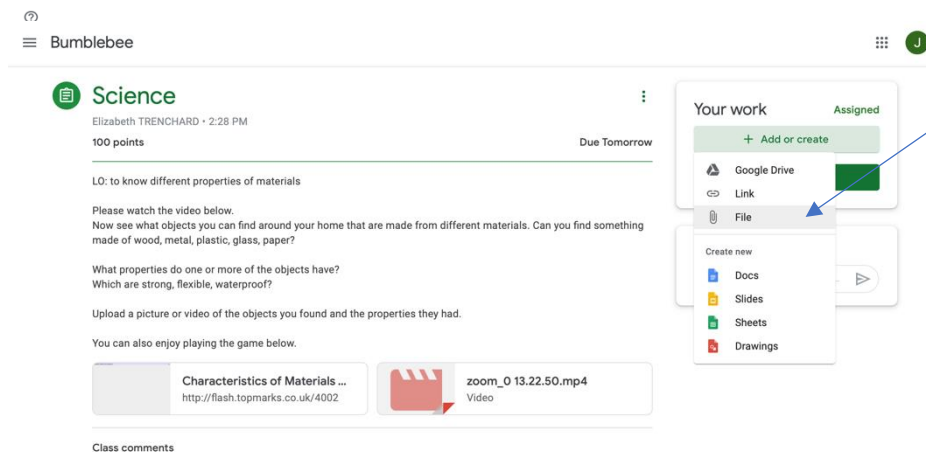 Bumblebee
J
Science
Elizabeth TRENCHARD • 2:28 PM
100 points
Due Tomorrow
LO: to know different properties of materials
Please watch the video below.
Now see what objects you can find around your home that are made from different materials. Can you find something
made of wood, metal, plastic, glass, paper?
What properties do one or more of the objects have?
Which are strong, flexible, waterproof?
Upload a picture or video of the objects you found and the properties they had.
You can also enjoy playing the game below.
Characteristics of Materials ...
http://flash.topmarks.co.uk/4002
zoom_0 13.22.50.mp4
Video
Class comments
Your work
Assigned
+ Add or create
Google Drive
Link
File
Create new
Docs
Slides
Sheets
Drawings